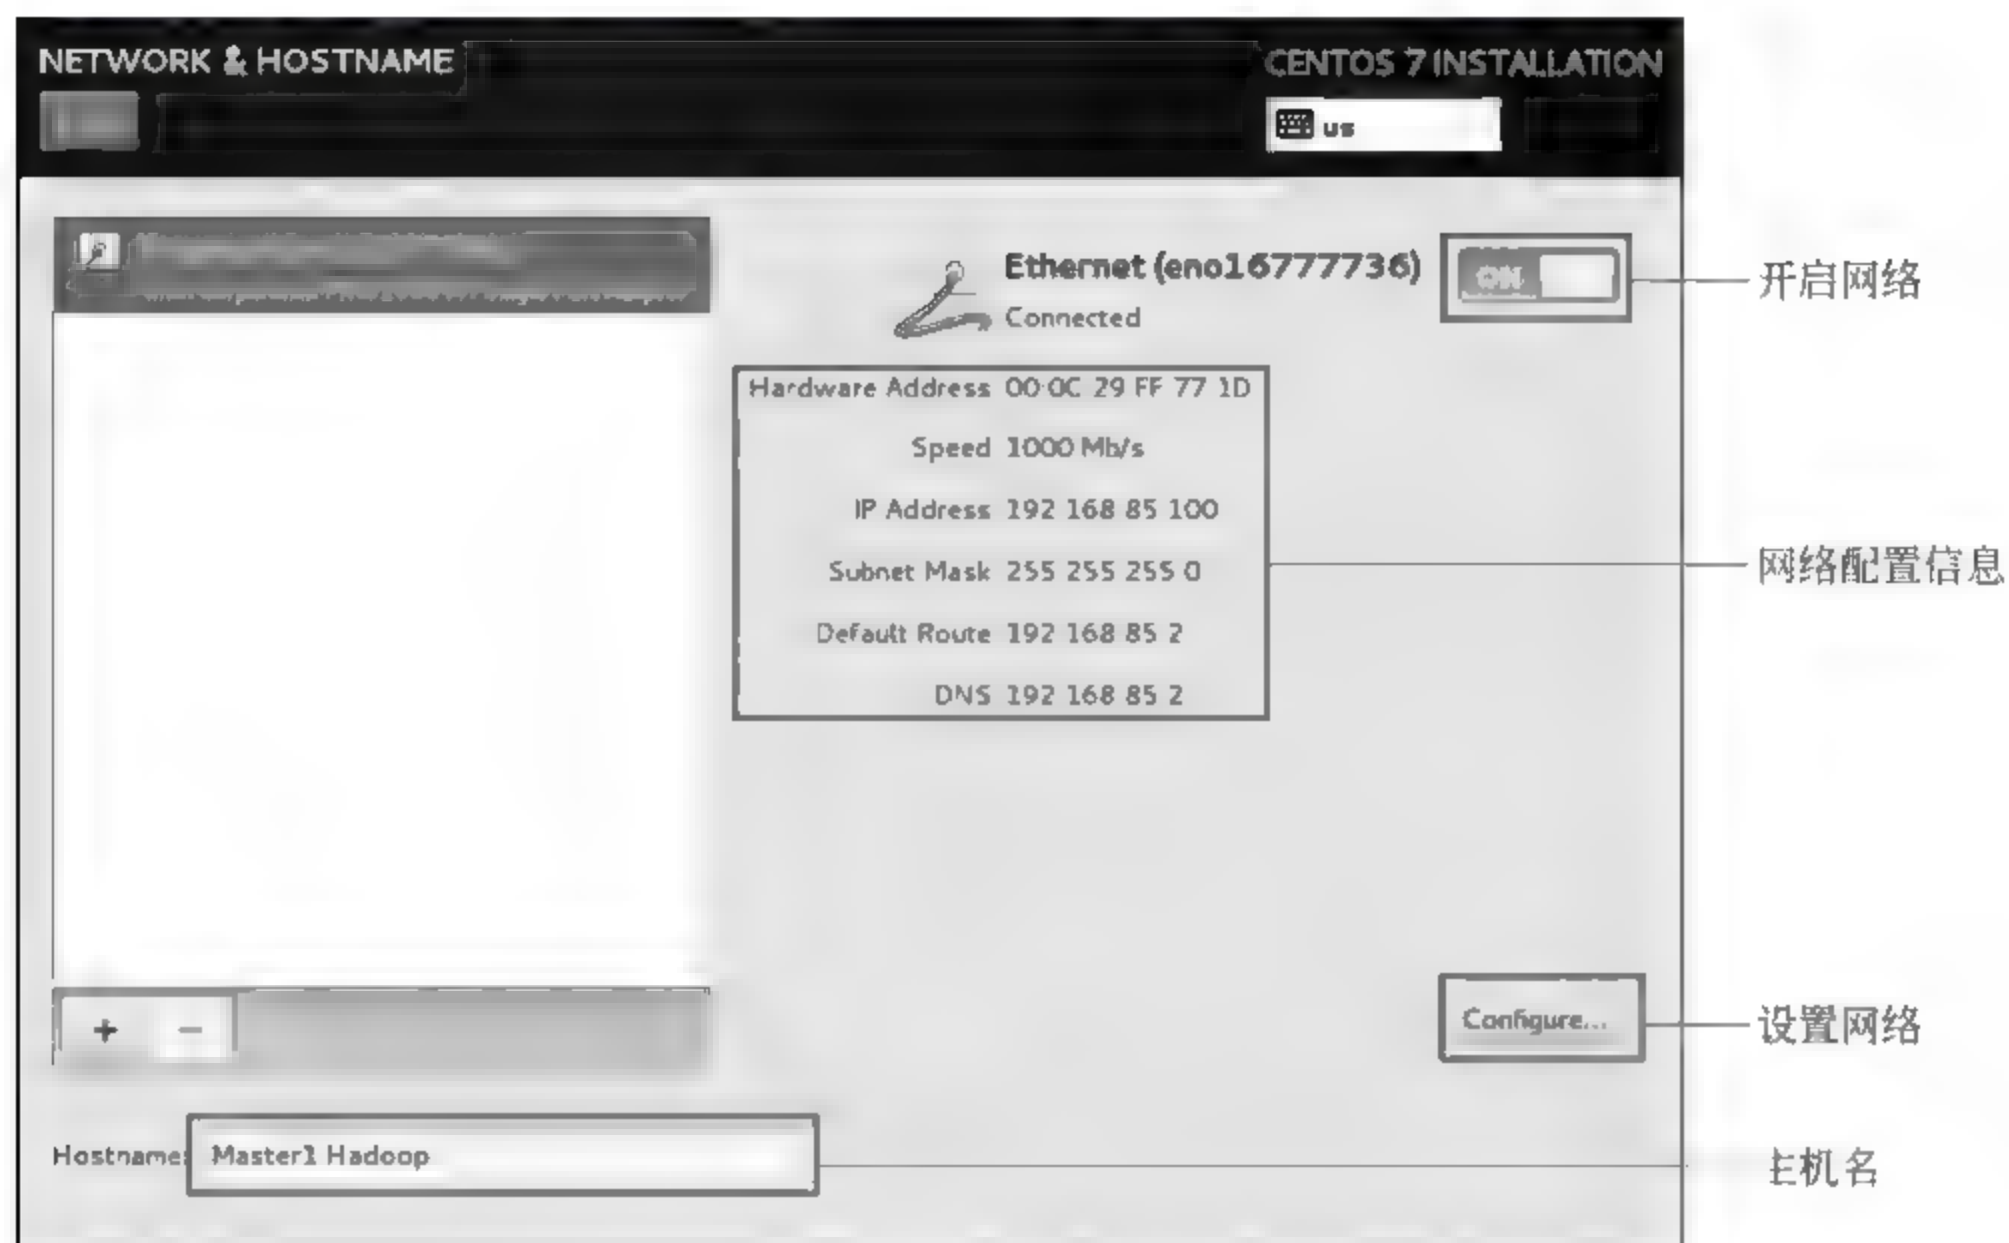 NETWORK & HOSTNAME
CENTOS 7 INSTALLATION
us
Ethernet (eno16777736)
Connected
ON
开启网络
Hardware Address 00:0C 29 FF 77 1D
Speed 1000 Mb/s
IP Address 192 168 85 100
Subnet Mask 255 255 255 0
Default Route 192 168 85 2
DNS 192 168 85 2
网络配置信息
+ -
Configure...
设置网络
Hostname: Master1 Hadoop
主机名